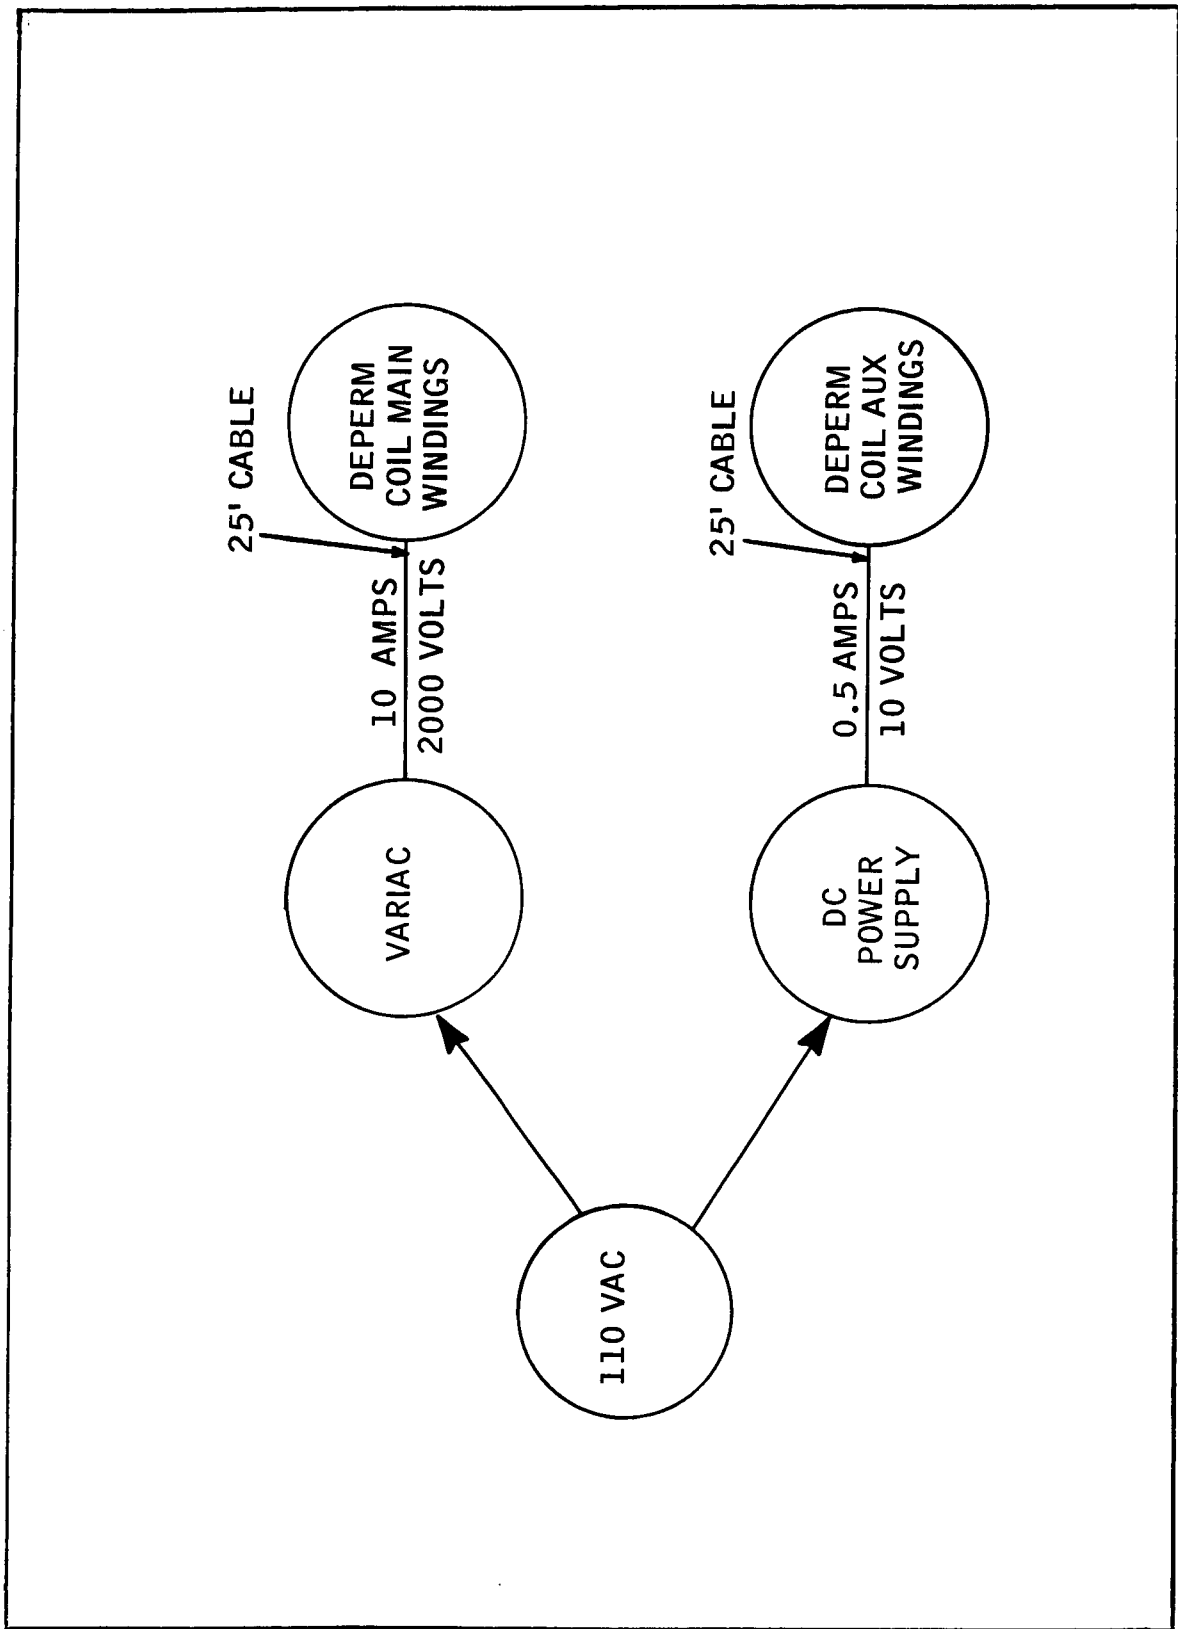 110 VAC
VARIAC
10 AMPS
2000 VOLTS
25' CABLE
DEPERM
COIL MAIN
WINDINGS
DC
POWER
SUPPLY
0.5 AMPS
10 VOLTS
25' CABLE
DEPERM
COIL AUX
WINDINGS